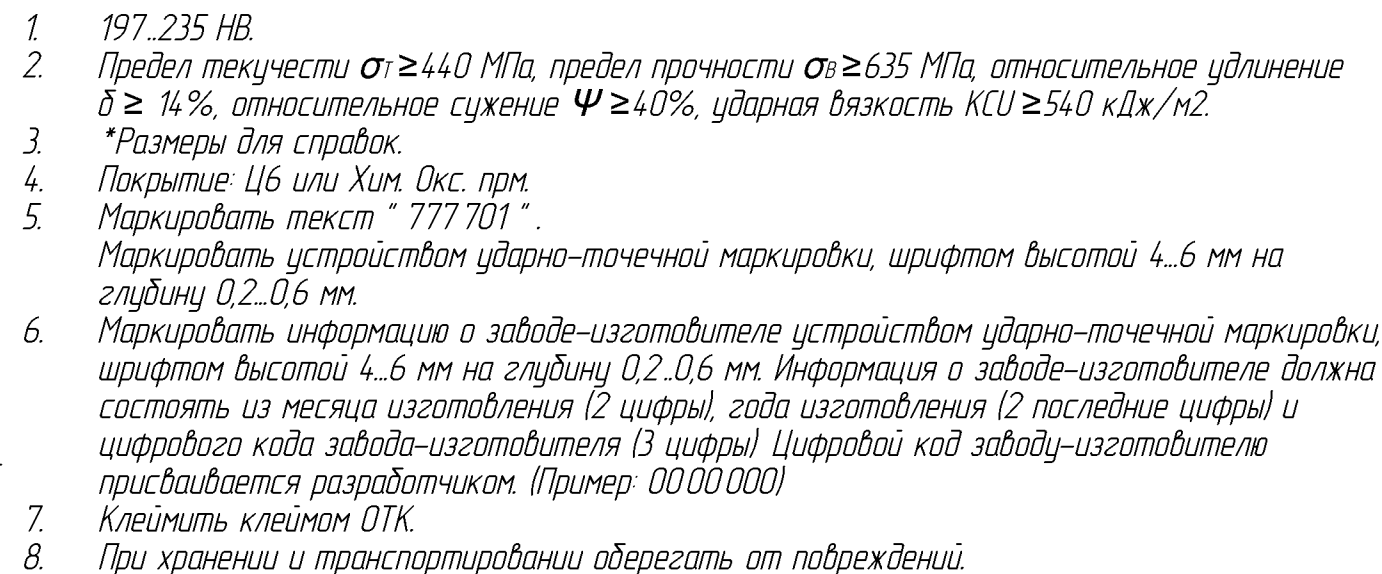 1. 197..235 НВ.
2. Предел текучести σт ≥440 МПа, предел прочности σв ≥635 МПа, относительное удлинение
δ ≥ 14%, относительное сужение Ψ ≥40%, ударная вязкость KCU ≥540 кДж/м2.
3. *Размеры для справок.
4. Покрытие: Ц6 или Хим. Окс. прм.
5. Маркировать текст " 777 701 " .
Маркировать устройством ударно-точечной маркировки, шрифтом высотой 4...6 мм на
глубину 0,2...0,6 мм.
6. Маркировать информацию о заводе-изготовителе устройством ударно-точечной маркировки,
шрифтом высотой 4...6 мм на глубину 0,2..0,6 мм. Информация о заводе-изготовителе должна
состоять из месяца изготовления (2 цифры), года изготовления (2 последние цифры) и
цифрового кода завода-изготовителя (3 цифры) Цифровой код заводу-изготовителю
присваивается разработчиком. (Пример: 00 00 000)
7. Клеймить клеймом ОТК.
8. При хранении и транспортировании оберегать от повреждений.